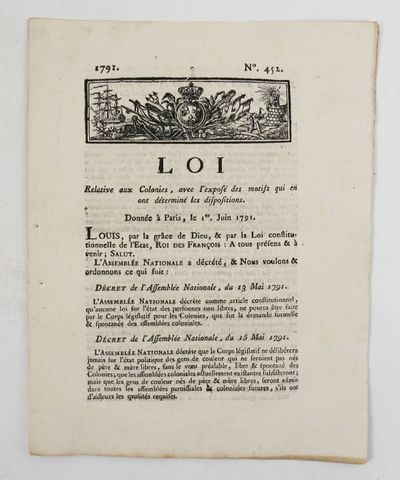 1791. N°. 452.
LOI
Relative aux Colonies, avec l'exposé des motifs qui en
ont déterminé les dispositions.
Donnée à Paris, le 1er. Juin 1791.
LOUIS, par la grâce de Dieu, & par la Loi constitu-
tionnelle de l'Etat, ROI DES FRANÇOIS : A tous présens & à
venir ; SALUT.
L'ASSEMBLÉE NATIONALE a décrété, & Nous voulons &
ordonnons ce qui suit :
DÉCRET de l'Assemblée Nationale, du 13 Mai 1791.
L'ASSEMBLÉE NATIONALE décrète comme article constitutionnel,
qu'aucune loi sur l'état des personnes non libres, ne pourra être faite
par le Corps législatif pour les Colonies, que sur la demande formelle
& spontanée des assemblées coloniales.
DÉCRET de l'Assemblée Nationale, du 15 Mai 1791.
L'ASSEMBLÉE NATIONALE décrète que le Corps législatif ne délibérera
jamais sur l'état politique des gens de couleur qui ne seroient pas nés
de père & mère libres, sans le vœu préalable, libre & spontané des
Colonies ; que les assemblées coloniales actuellement existantes subsisteront ;
mais que les gens de couleur nés de père & mère libres, seront admis
dans toutes les assemblées paroissiales & coloniales futures, s'ils ont
d'ailleurs les qualités requises.